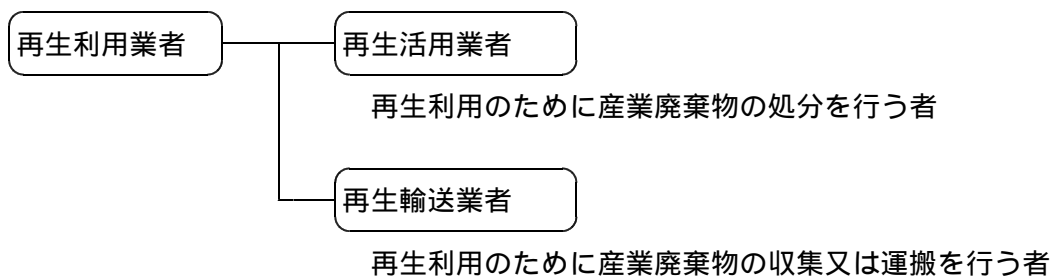 再生利用業者
再生活用業者
再生利用のために産業廃棄物の処分を行う者
再生輸送業者
再生利用のために産業廃棄物の収集又は運搬を行う者